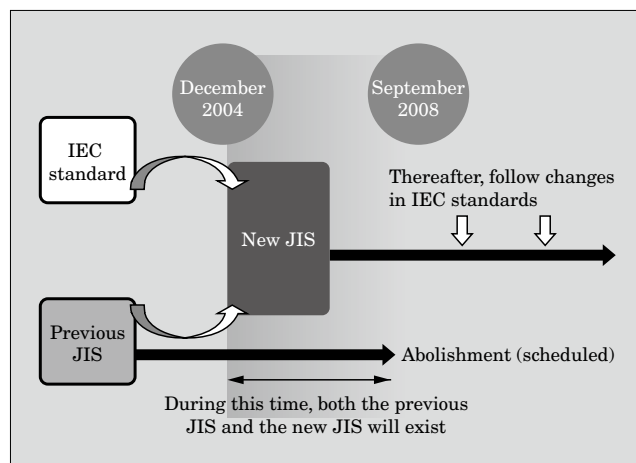 December
2004
September
2008
IEC
standard
Thereafter, follow changes
in IEC standards
New JIS
Previous
JIS
Abolishment (scheduled)
During this time, both the previous
JIS and the new JIS will exist